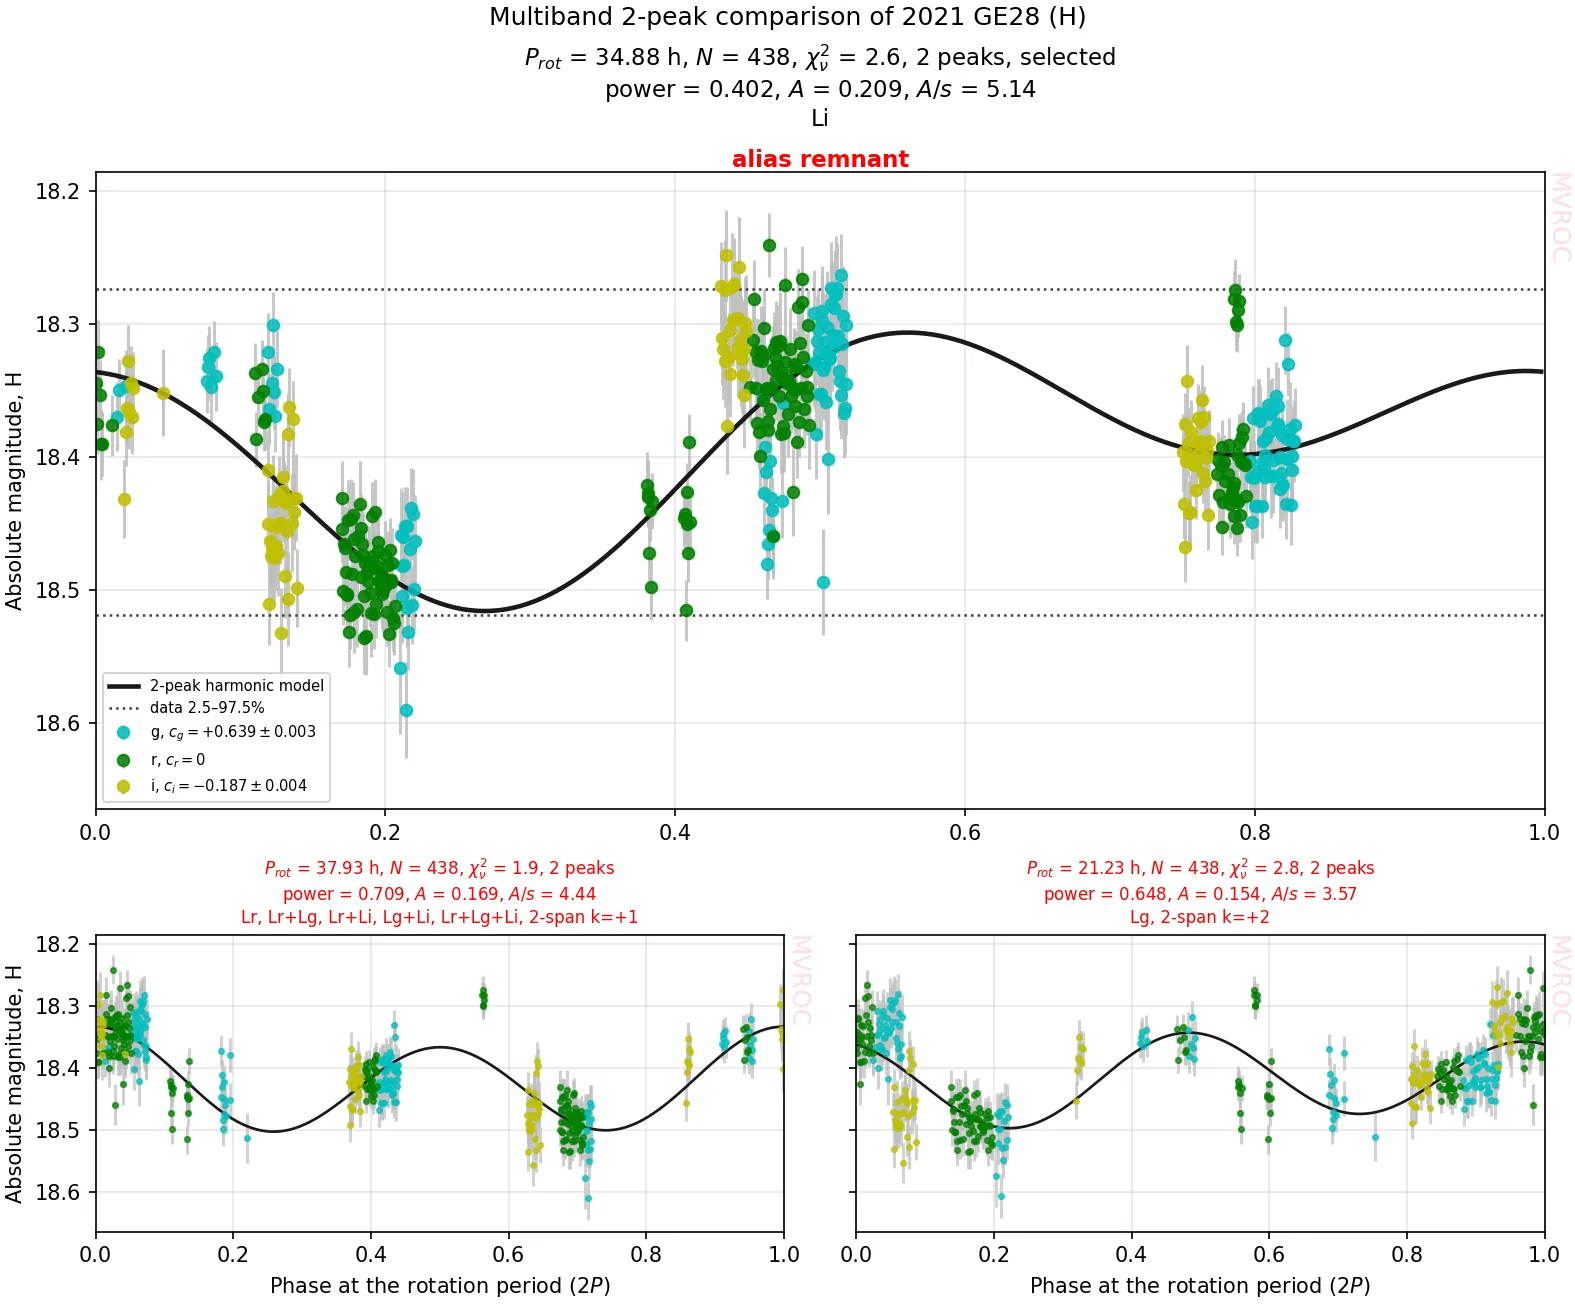 Multiband 2-peak comparison of 2021 GE28 (H)
P_rot = 34.88 h, N = 438, χ²_ν = 2.6, 2 peaks, selected
power = 0.402, A = 0.209, A/s = 5.14
Li
alias remnant
MVROC
Absolute magnitude, H
18.2
18.3
18.4
18.5
18.6
2-peak harmonic model
data 2.5–97.5%
g, c_g = +0.639 ± 0.003
r, c_r = 0
i, c_i = −0.187 ± 0.004
0.0 0.2 0.4 0.6 0.8 1.0
P_rot = 37.93 h, N = 438, χ²_ν = 1.9, 2 peaks
power = 0.709, A = 0.169, A/s = 4.44
Lr, Lr+Lg, Lr+Li, Lg+Li, Lr+Lg+Li, 2-span k=+1
MVROC
Absolute magnitude, H
18.2
18.3
18.4
18.5
18.6
0.0 0.2 0.4 0.6 0.8 1.0
Phase at the rotation period (2P)
P_rot = 21.23 h, N = 438, χ²_ν = 2.8, 2 peaks
power = 0.648, A = 0.154, A/s = 3.57
Lg, 2-span k=+2
MVROC
0.0 0.2 0.4 0.6 0.8 1.0
Phase at the rotation period (2P)